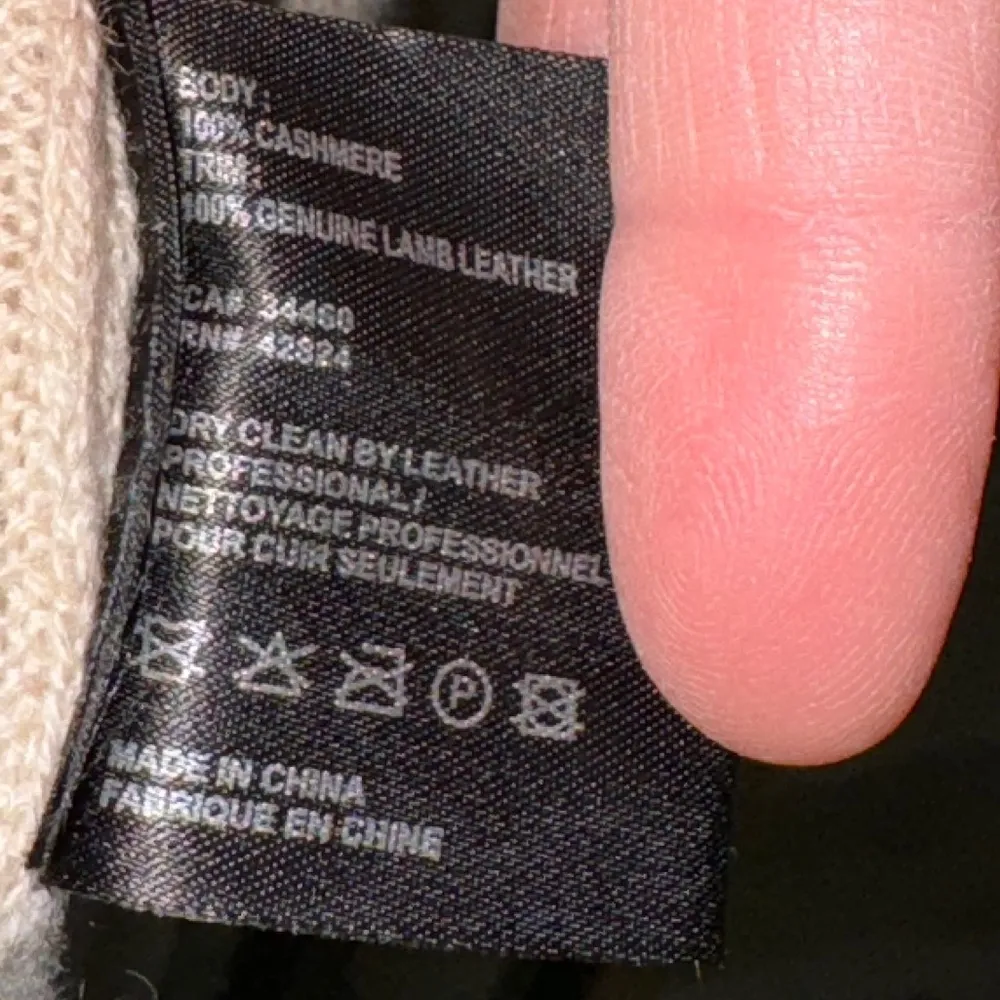 BODY :
100% CASHMERE
TRIM :
100% GENUINE LAMB LEATHER
CA# 34460
RN#
DRY CLEAN BY LEATHER
PROFESSIONAL /
NETTOYAGE PROFESSIONNEL
POUR CUIR SEULEMENT
P
MADE IN CHINA
FABRIQUE EN CHINE